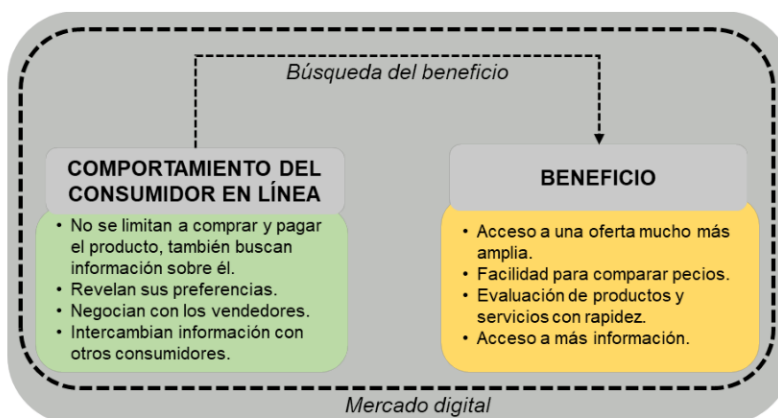 Búsqueda del beneficio
COMPORTAMIENTO DEL
CONSUMIDOR EN LÍNEA
• No se limitan a comprar y pagar
el producto, también buscan
información sobre él.
• Revelan sus preferencias.
• Negocian con los vendedores.
• Intercambian información con
otros consumidores.
BENEFICIO
• Acceso a una oferta mucho más
amplia.
• Facilidad para comparar pecios.
• Evaluación de productos y
servicios con rapidez.
• Acceso a más información.
Mercado digital